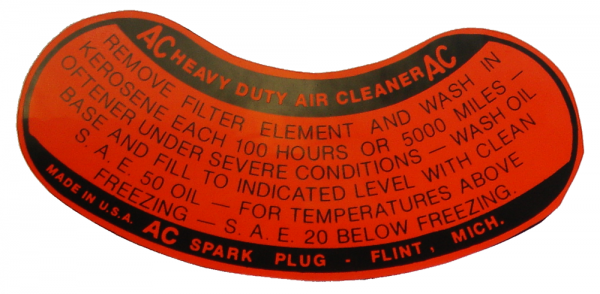 AC HEAVY DUTY AIR CLEANER AC
REMOVE FILTER ELEMENT AND WASH IN
KEROSENE EACH 100 HOURS OR 5000 MILES –
OFTENER UNDER SEVERE CONDITIONS – WASH OIL
BASE AND FILL TO INDICATED LEVEL WITH CLEAN
S. A. E. 50 OIL – FOR TEMPERATURES ABOVE
FREEZING – S. A. E. 20 BELOW FREEZING.
MADE IN U.S.A. AC SPARK PLUG - FLINT, MICH.